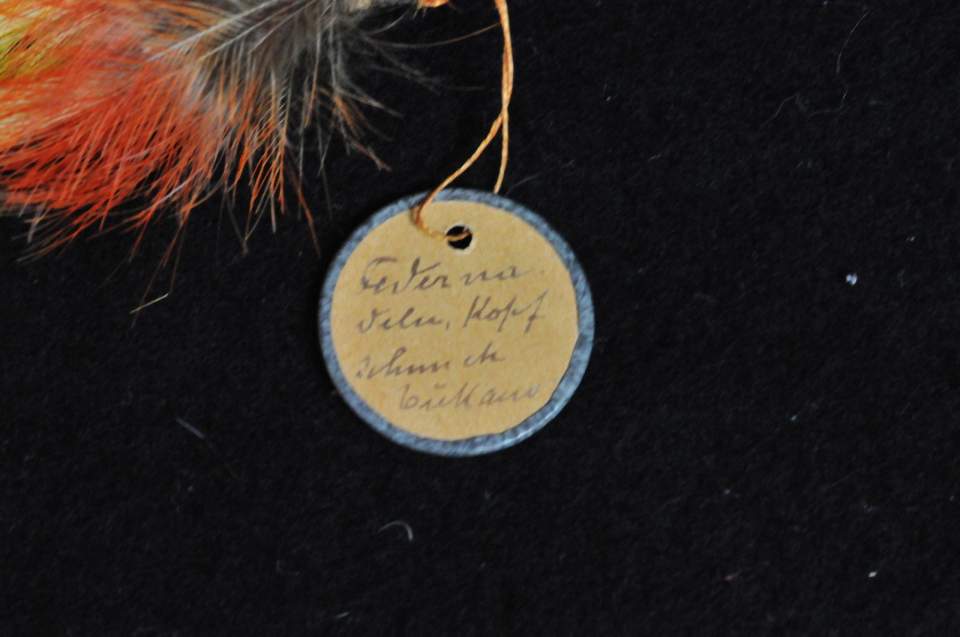 Federna
deln, Kopf
schmuck
Tukano